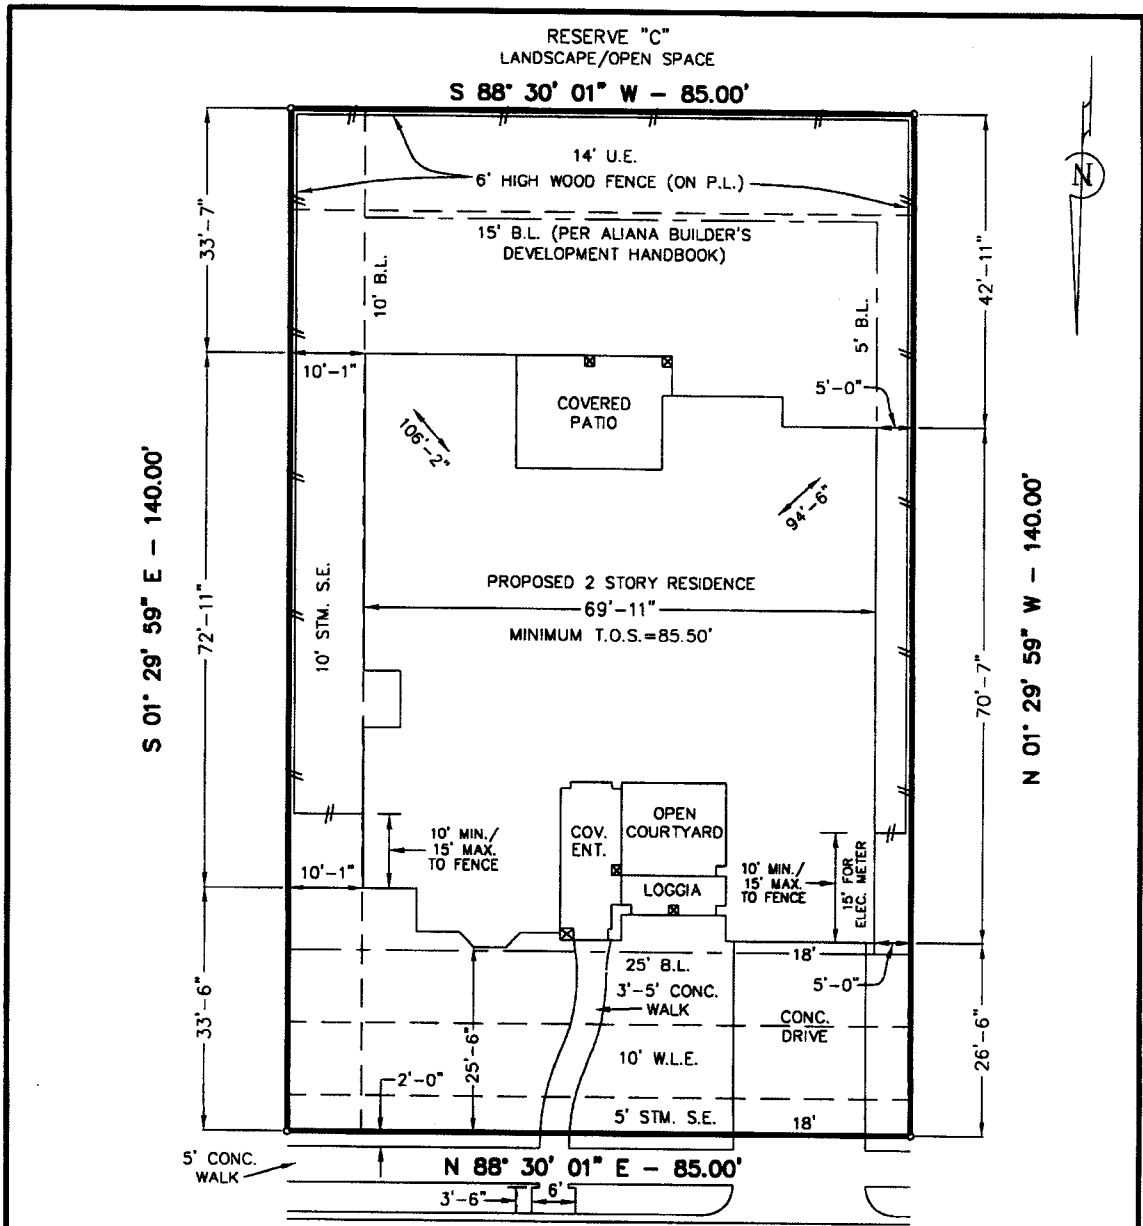 RESERVE "C"
LANDSCAPE/OPEN SPACE
S 88° 30' 01" W - 85.00'
14' U.E.
6' HIGH WOOD FENCE (ON P.L.)
15' B.L. (PER ALIANA BUILDER'S
DEVELOPMENT HANDBOOK)
N
33'-7"
10' B.L.
42'-11"
5' B.L.
10'-1"
5'-0"
COVERED
PATIO
106'-2"
94'-6"
S 01° 29' 59" E - 140.00'
72'-11"
10' STM. S.E.
PROPOSED 2 STORY RESIDENCE
69'-11"
MINIMUM T.O.S.=85.50'
70'-7"
N 01° 29' 59" W - 140.00'
10' MIN./
15' MAX.
TO FENCE
COV.
ENT.
OPEN
COURTYARD
LOGGIA
10' MIN./
15' MAX.
TO FENCE
15' FOR
ELEC. METER
10'-1"
18'
5'-0"
25' B.L.
3'-5' CONC.
WALK
CONC.
DRIVE
33'-6"
25'-6"
10' W.L.E.
26'-6"
2'-0"
5' STM. S.E.
18'
5' CONC.
WALK
N 88° 30' 01" E - 85.00'
3'-6"
6'